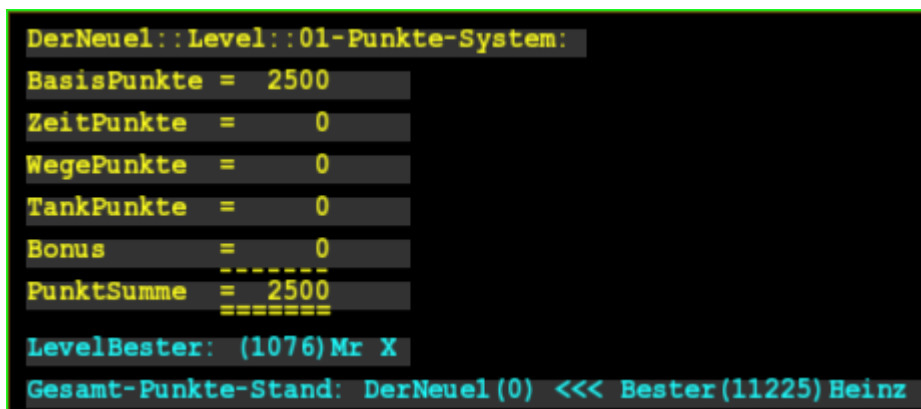 DerNeue1::Level::01-Punkte-System:
BasisPunkte = 2500
ZeitPunkte = 0
WegePunkte = 0
TankPunkte = 0
Bonus = 0
-------
PunktSumme = 2500
=======
LevelBester: (1076)Mr X
Gesamt-Punkte-Stand: DerNeue1(0) <<< Bester(11225)Heinz